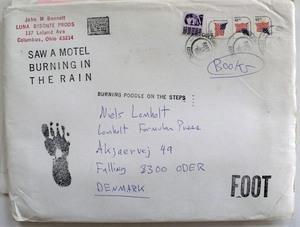 John M Bennett
LUNA BISONTE PRODS
137 Leland Ave
Columbus, Ohio 43214
BOOKS
SAW A MOTEL
BURNING IN
THE RAIN
BURNING POODLE ON THE STEPS
Niels Lomholt
Lomholt Formular Press
Aksjaervej 49
Falling 8300 ODER
DENMARK
FOOT